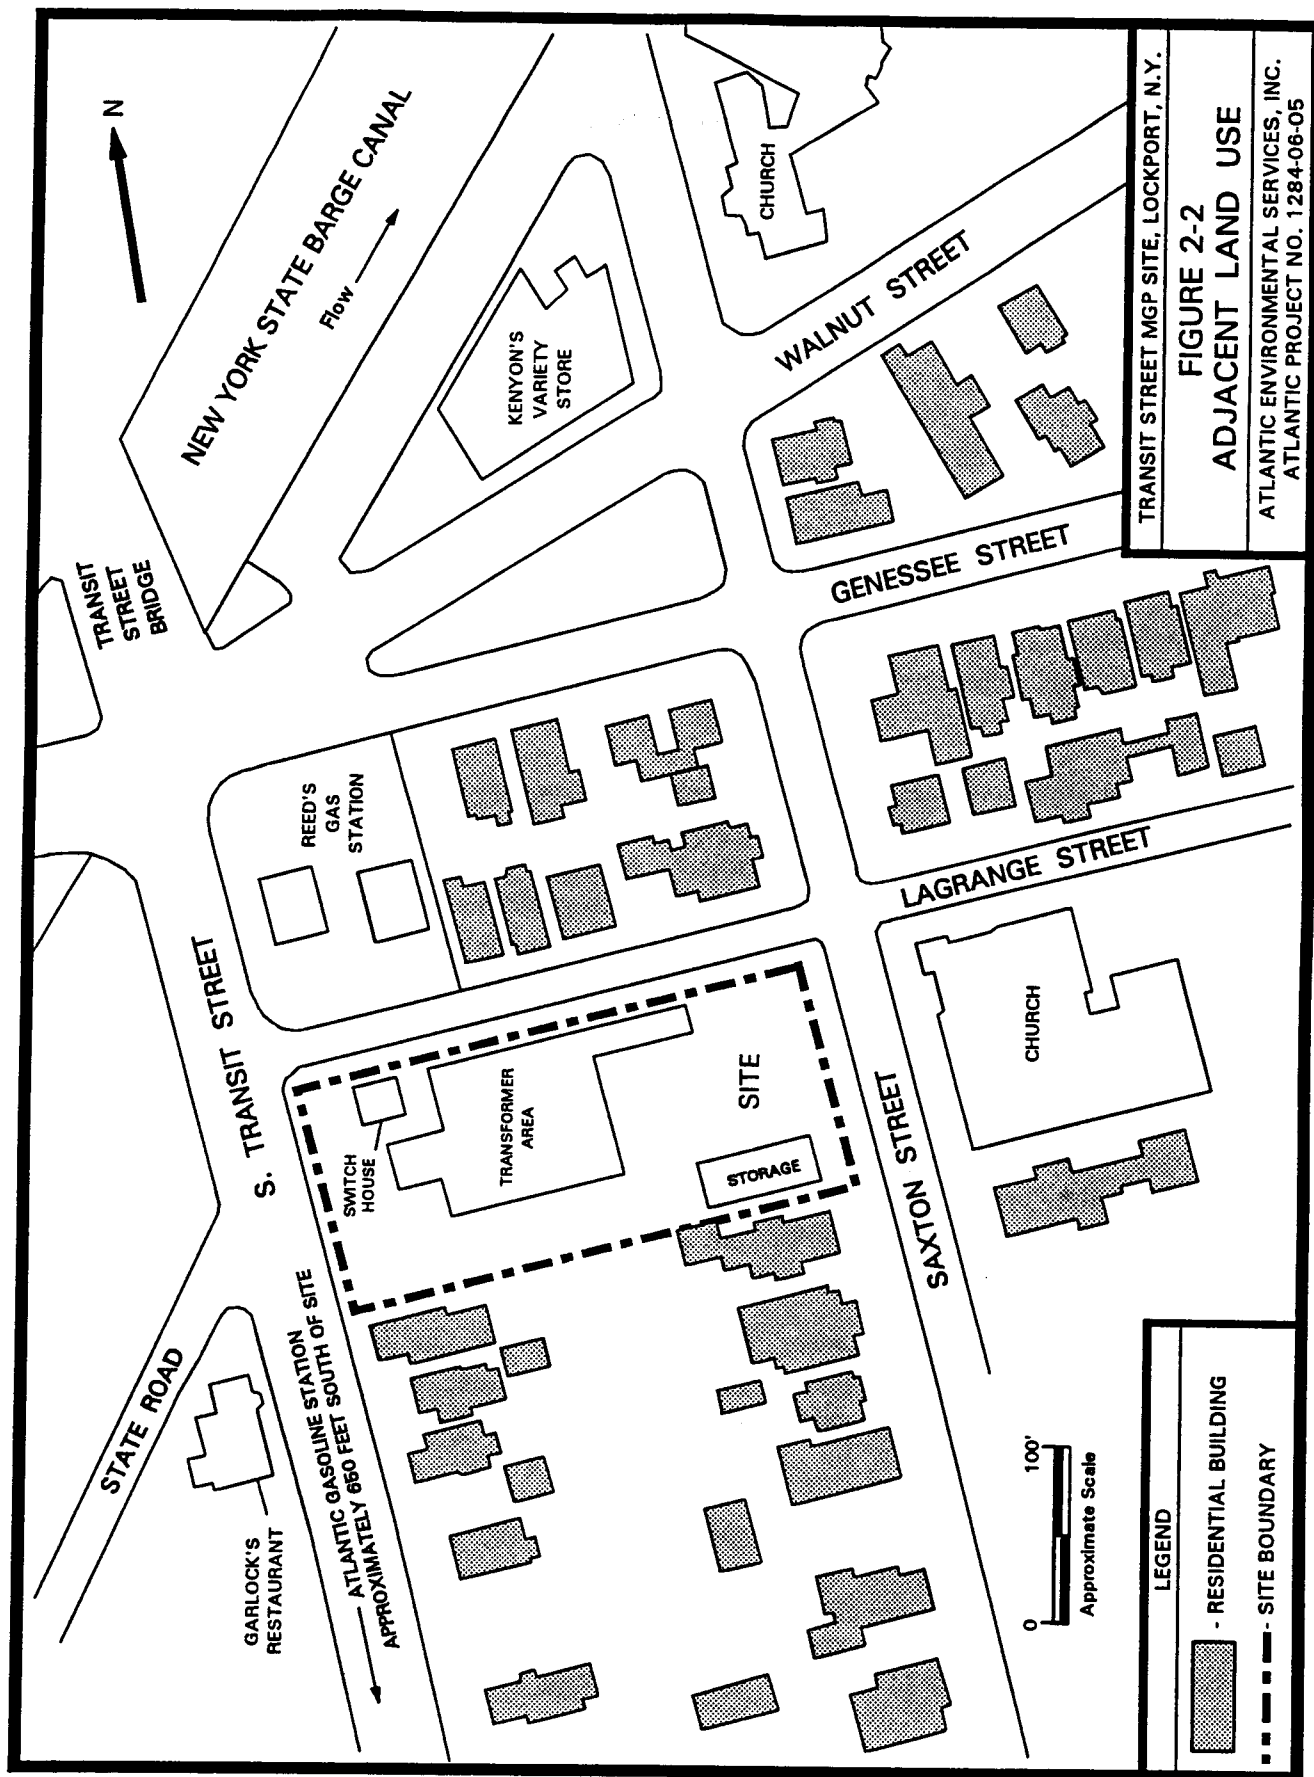 N
NEW YORK STATE BARGE CANAL
Flow
TRANSIT
STREET
BRIDGE
KENYON'S
VARIETY
STORE
CHURCH
WALNUT STREET
GENESSEE STREET
REED'S
GAS
STATION
S. TRANSIT STREET
LAGRANGE STREET
SWITCH
HOUSE
TRANSFORMER
AREA
SITE
STORAGE
CHURCH
SAXTON STREET
STATE ROAD
GARLOCK'S
RESTAURANT
ATLANTIC GASOLINE STATION
APPROXIMATELY 650 FEET SOUTH OF SITE
0 100'
Approximate Scale
LEGEND
- RESIDENTIAL BUILDING
- SITE BOUNDARY
TRANSIT STREET MGP SITE, LOCKPORT, N.Y.
FIGURE 2-2
ADJACENT LAND USE
ATLANTIC ENVIRONMENTAL SERVICES, INC.
ATLANTIC PROJECT NO. 1284-06-05